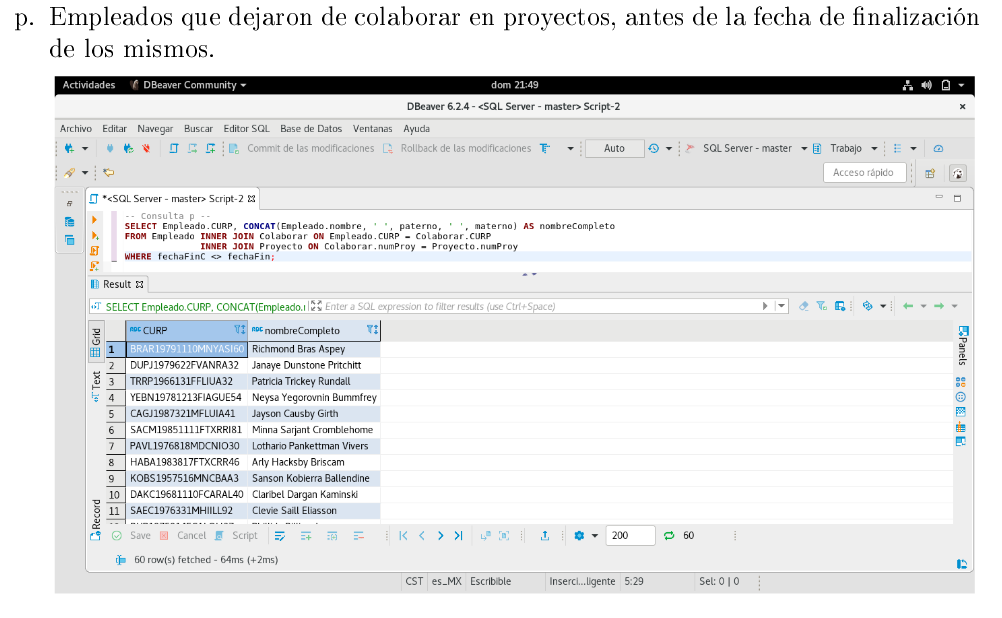 p. Empleados que dejaron de colaborar en proyectos, antes de la fecha de finalización
de los mismos.
Actividades DBeaver Community dom 21:49
DBeaver 6.2.4 - <SQL Server - master> Script-2
Archivo Editar Navegar Buscar Editor SQL Base de Datos Ventanas Ayuda
Commit de las modificaciones Rollback de las modificaciones Auto SQL Server - master Trabajo
Acceso rápido
*<SQL Server - master> Script-2
-- Consulta p --
SELECT Empleado.CURP, CONCAT(Empleado.nombre, ' ', paterno, ' ', materno) AS nombreCompleto
FROM Empleado INNER JOIN Colaborar ON Empleado.CURP = Colaborar.CURP
INNER JOIN Proyecto ON Colaborar.numProy = Proyecto.numProy
WHERE fechaFinC <> fechaFin;
Result
SELECT Empleado.CURP, CONCAT(Empleado.n Enter a SQL expression to filter results (use Ctrl+Space)
Grid
Text
Record
Panels
CURP nombreCompleto
1 BRAR19791110MNYASI60 Richmond Bras Aspey
2 DUPJ1979622FVANRA32 Janaye Dunstone Pritchitt
3 TRRP1966131FFLIUA32 Patricia Trickey Rundall
4 YEBN19781213FIAGUE54 Neysa Yegorovnin Bummfrey
5 CAGJ1987321MFLUIA41 Jayson Causby Girth
6 SACM19851111FTXRRI81 Minna Sarjant Cromblehome
7 PAVL1976818MDCNIO30 Lothario Pankettman Vivers
8 HABA1983817FTXCRR46 Arly Hacksby Briscam
9 KOBS1957516MNCBAA3 Sanson Kobierra Ballendine
10 DAKC19681110FCARAL40 Claribel Dargan Kaminski
11 SAEC1976331MHIILL92 Clevie Saill Eliasson
Save Cancel Script 200 60
60 row(s) fetched - 64ms (+2ms)
CST es_MX Escribible Inserci...ligente 5:29 Sel: 0 | 0